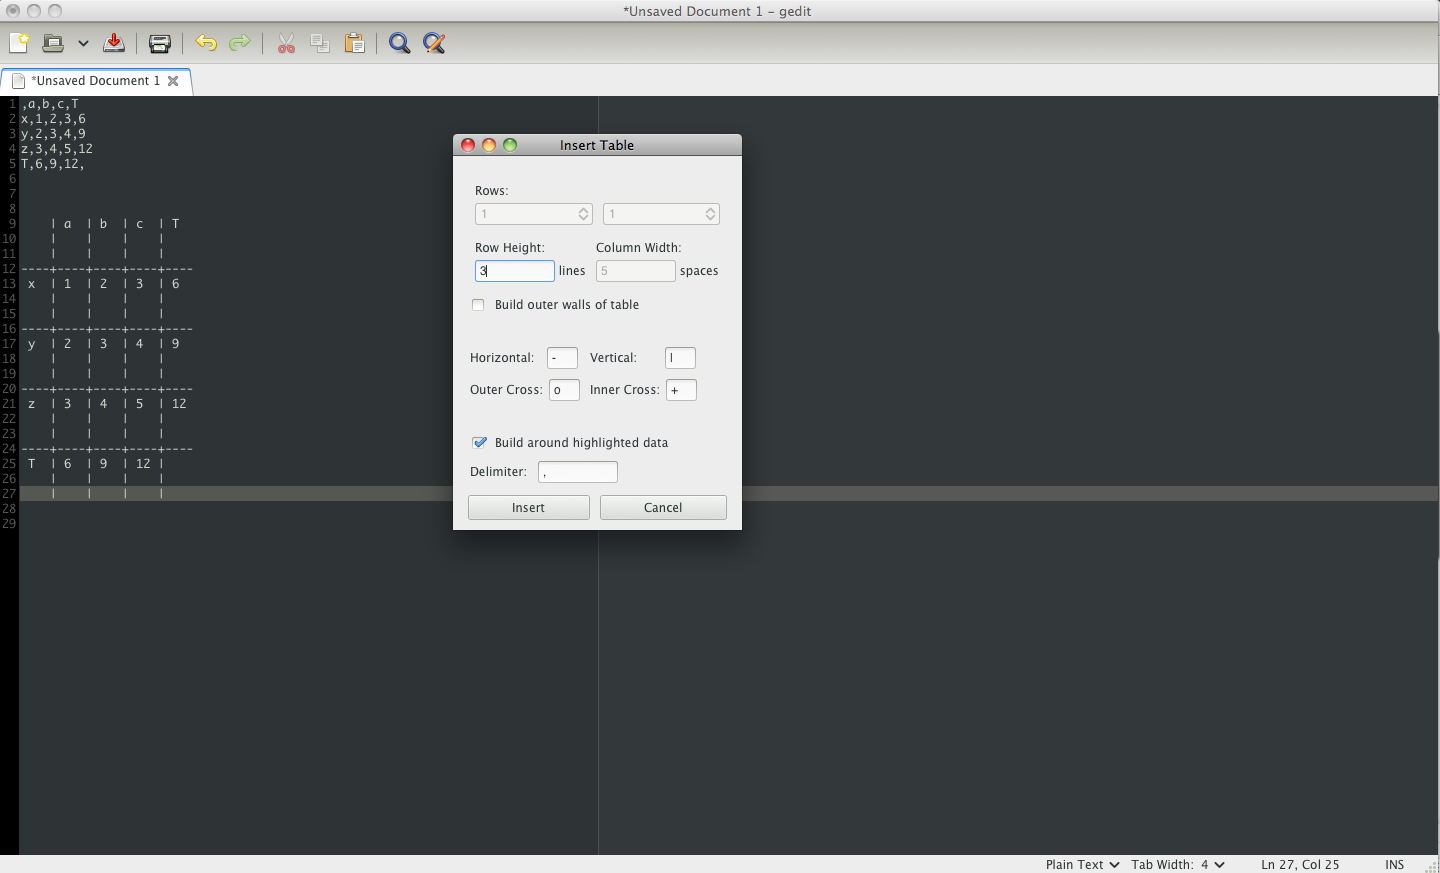 *Unsaved Document 1 – gedit
*Unsaved Document 1
1 ,a,b,c,T
2 x,1,2,3,6
3 y,2,3,4,9
4 z,3,4,5,12
5 T,6,9,12,
6
7
8
9     | a  | b  | c  | T
10    |    |    |    |
11    |    |    |    |
12 ----+----+----+----+----
13  x  | 1  | 2  | 3  | 6
14    |    |    |    |
15    |    |    |    |
16 ----+----+----+----+----
17  y  | 2  | 3  | 4  | 9
18    |    |    |    |
19    |    |    |    |
20 ----+----+----+----+----
21  z  | 3  | 4  | 5  | 12
22    |    |    |    |
23    |    |    |    |
24 ----+----+----+----+----
25  T  | 6  | 9  | 12 |
26    |    |    |    |
27    |    |    |    |
28
29
Insert Table
Rows:
1 1
Row Height: Column Width:
3 lines 5 spaces
Build outer walls of table
Horizontal: - Vertical: |
Outer Cross: o Inner Cross: +
Build around highlighted data
Delimiter: ,
Insert Cancel
Plain Text Tab Width: 4 Ln 27, Col 25 INS